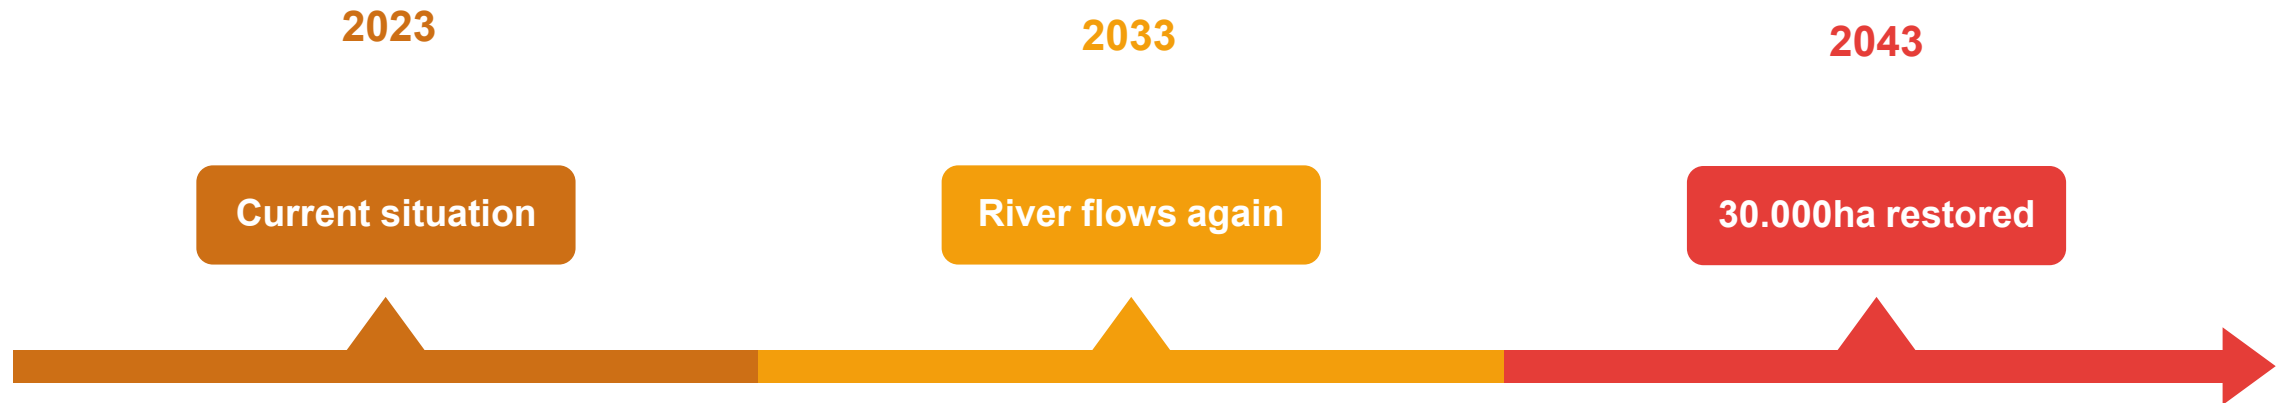 2023
2033
2043
Current situation
River flows again
30.000ha restored